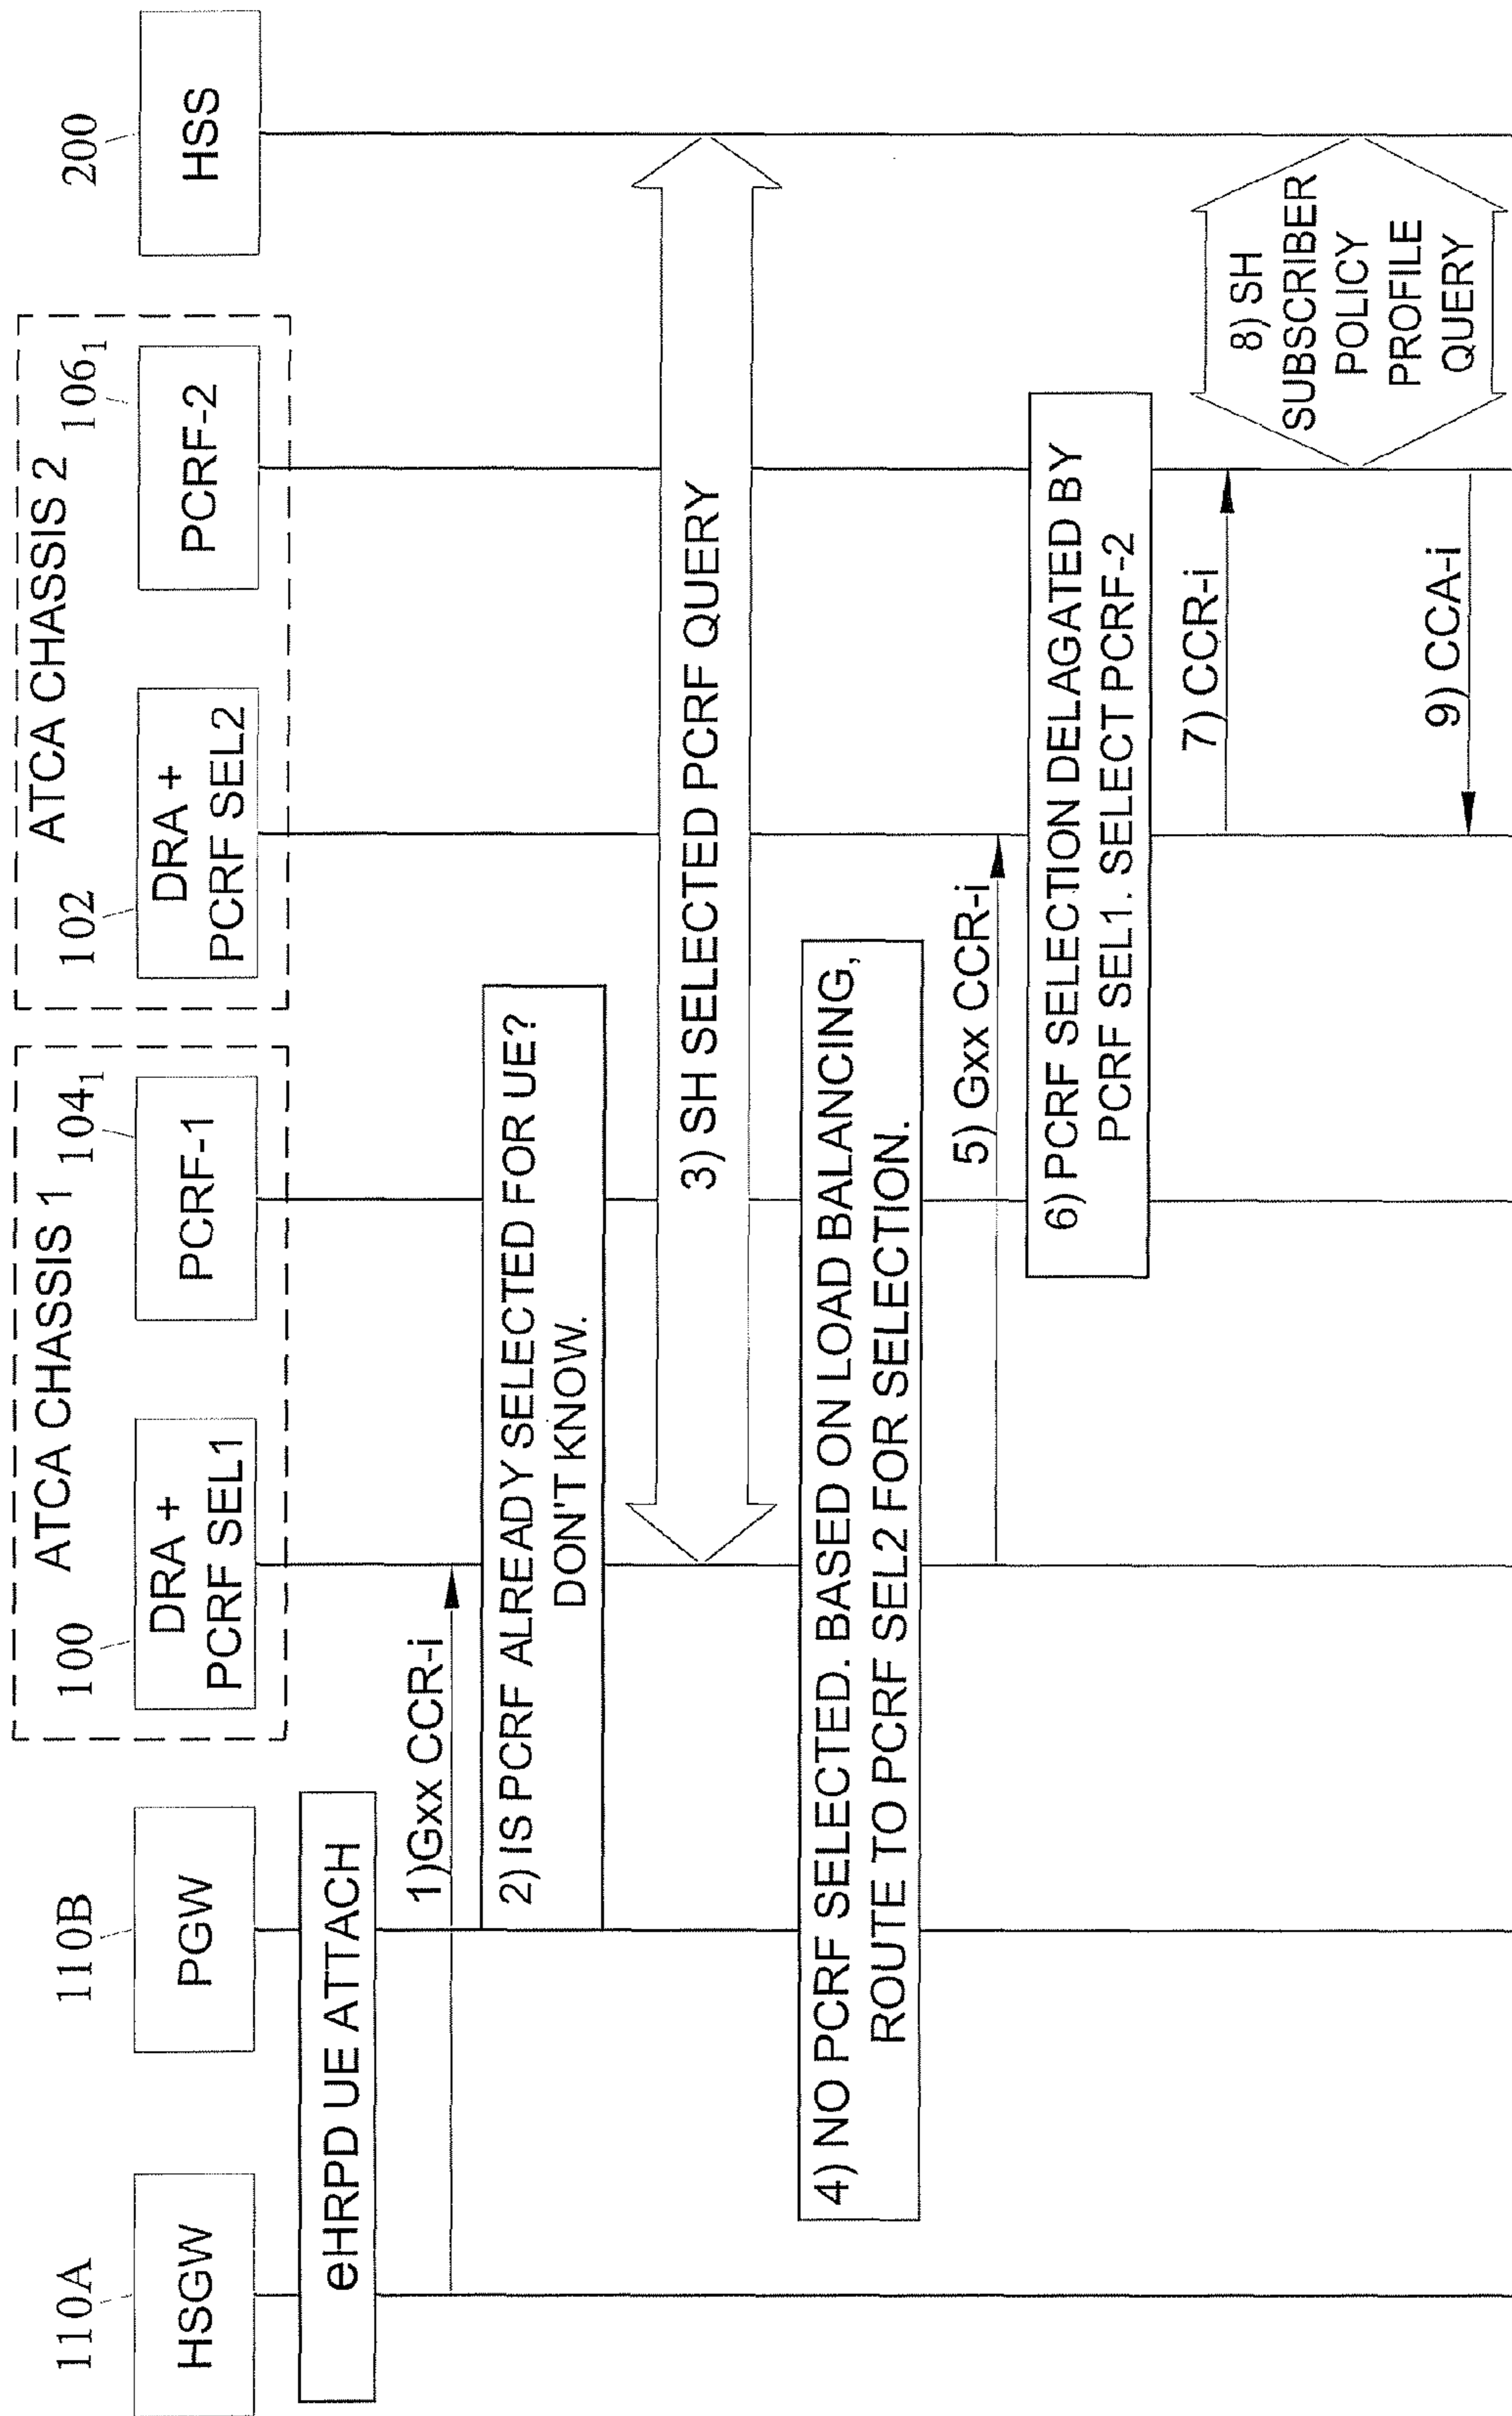 110A
HSGW
110B
PGW
ATCA CHASSIS 1
100
DRA +
PCRF SEL1
104₁
PCRF-1
ATCA CHASSIS 2
102
DRA +
PCRF SEL2
106₁
PCRF-2
200
HSS
eHRPD UE ATTACH
1)Gxx CCR-i
2) IS PCRF ALREADY SELECTED FOR UE?
DON'T KNOW.
3) SH SELECTED PCRF QUERY
4) NO PCRF SELECTED. BASED ON LOAD BALANCING,
ROUTE TO PCRF SEL2 FOR SELECTION.
5) Gxx CCR-i
6) PCRF SELECTION DELAGATED BY
PCRF SEL1. SELECT PCRF-2
7) CCR-i
8) SH
SUBSCRIBER
POLICY
PROFILE
QUERY
9) CCA-i